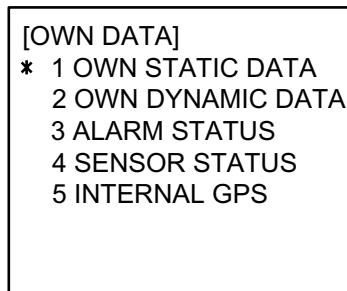 [OWN DATA]
* 1 OWN STATIC DATA
2 OWN DYNAMIC DATA
3 ALARM STATUS
4 SENSOR STATUS
5 INTERNAL GPS